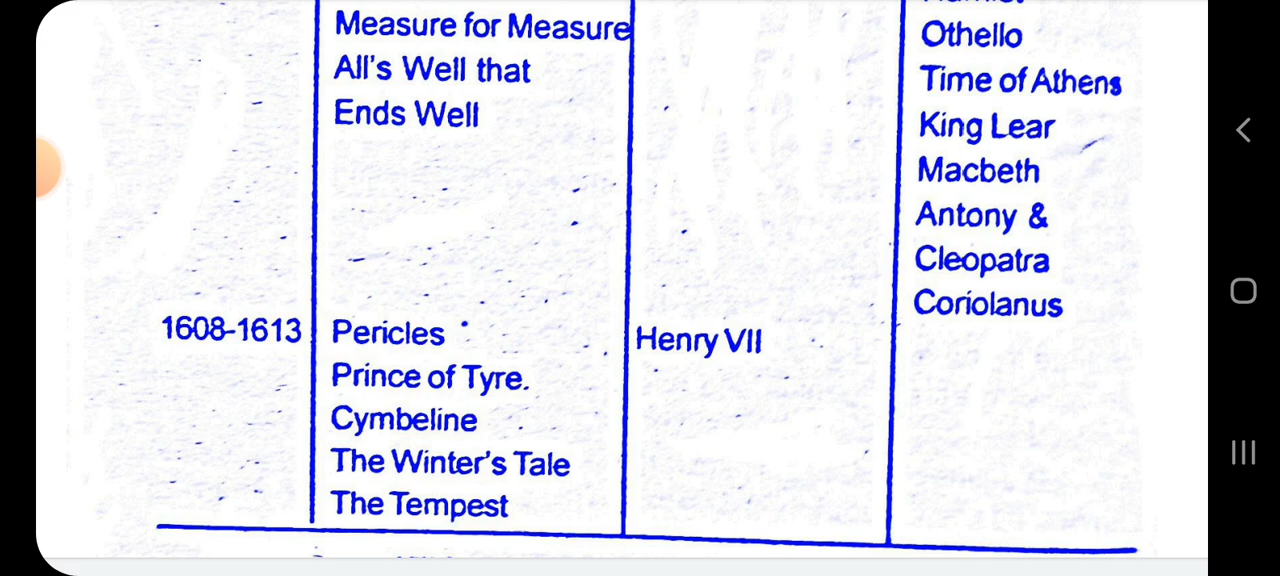 Measure for Measure
All's Well that
Ends Well
Othello
Time of Athens
King Lear
Macbeth
Antony &
Cleopatra
Coriolanus
1608-1613
Pericles
Prince of Tyre.
Cymbeline
The Winter's Tale
The Tempest
Henry VII